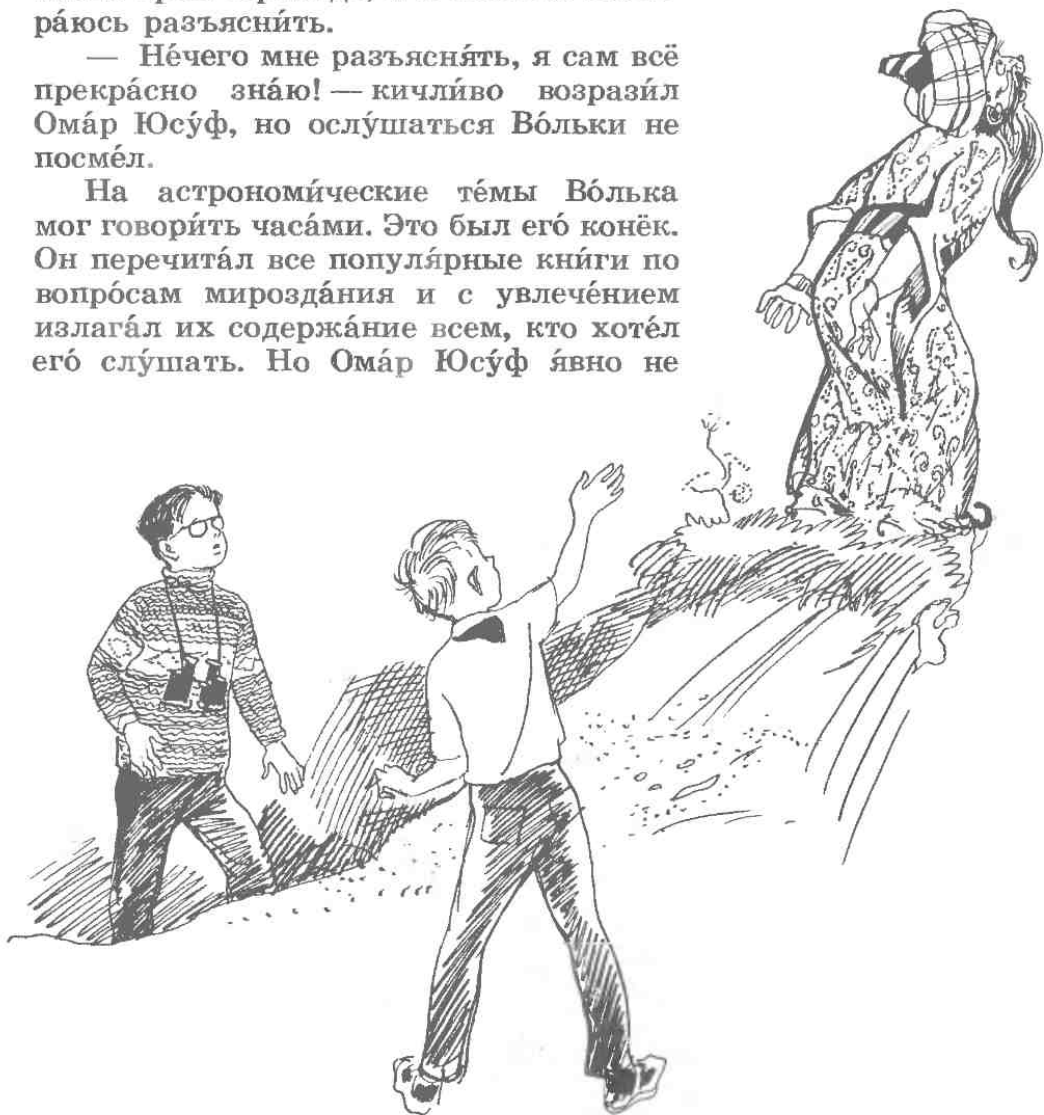 ра́юсь разъясни́ть.
— Не́чего мне разъясня́ть, я сам всё
прекра́сно зна́ю! — кичли́во возрази́л
Ома́р Юсу́ф, но ослу́шаться Во́льки не
посме́л.
На астрономи́ческие те́мы Во́лька
мог говори́ть часа́ми. Это был его́ конёк.
Он перечита́л все популя́рные кни́ги по
вопро́сам мирозда́ния и с увлече́нием
излага́л их содержа́ние всем, кто хоте́л
его́ слу́шать. Но Ома́р Юсу́ф я́вно не